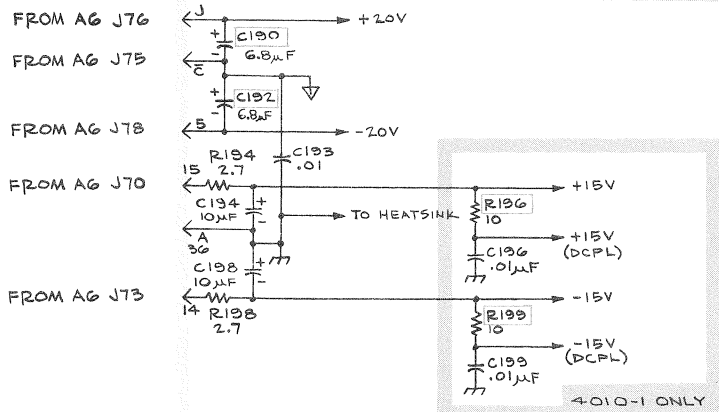 FROM A6 J76
J
+20V
+
C190
-
6.8µF
FROM A6 J75
C̅
+
C192
-
6.8µF
FROM A6 J78
5
-20V
R194
2.7
C193
.01
FROM A6 J70
15
+15V
C194
10µF
+
-
TO HEATSINK
R196
10
A
36
+15V
(DCPL)
C196
.01µF
C198
10µF
+
-
FROM A6 J73
14
R198
2.7
-15V
R199
10
-15V
(DCPL)
C199
.01µF
4010-1 ONLY